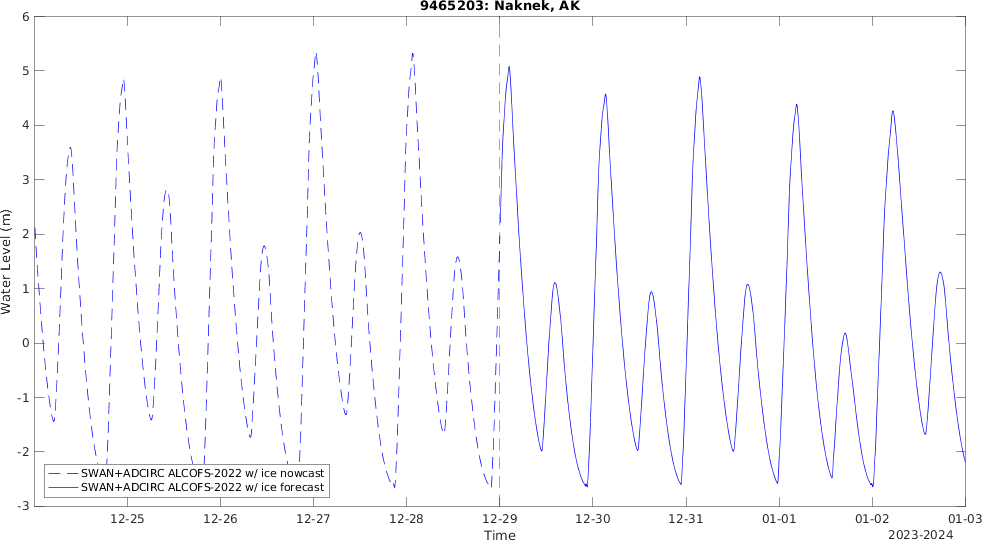 9465203: Naknek, AK
6
5
4
3
2
1
0
-1
-2
-3
Water Level (m)
SWAN+ADCIRC ALCOFS-2022 w/ ice nowcast
SWAN+ADCIRC ALCOFS-2022 w/ ice forecast
12-25 12-26 12-27 12-28 12-29 12-30 12-31 01-01 01-02 01-03
Time
2023-2024